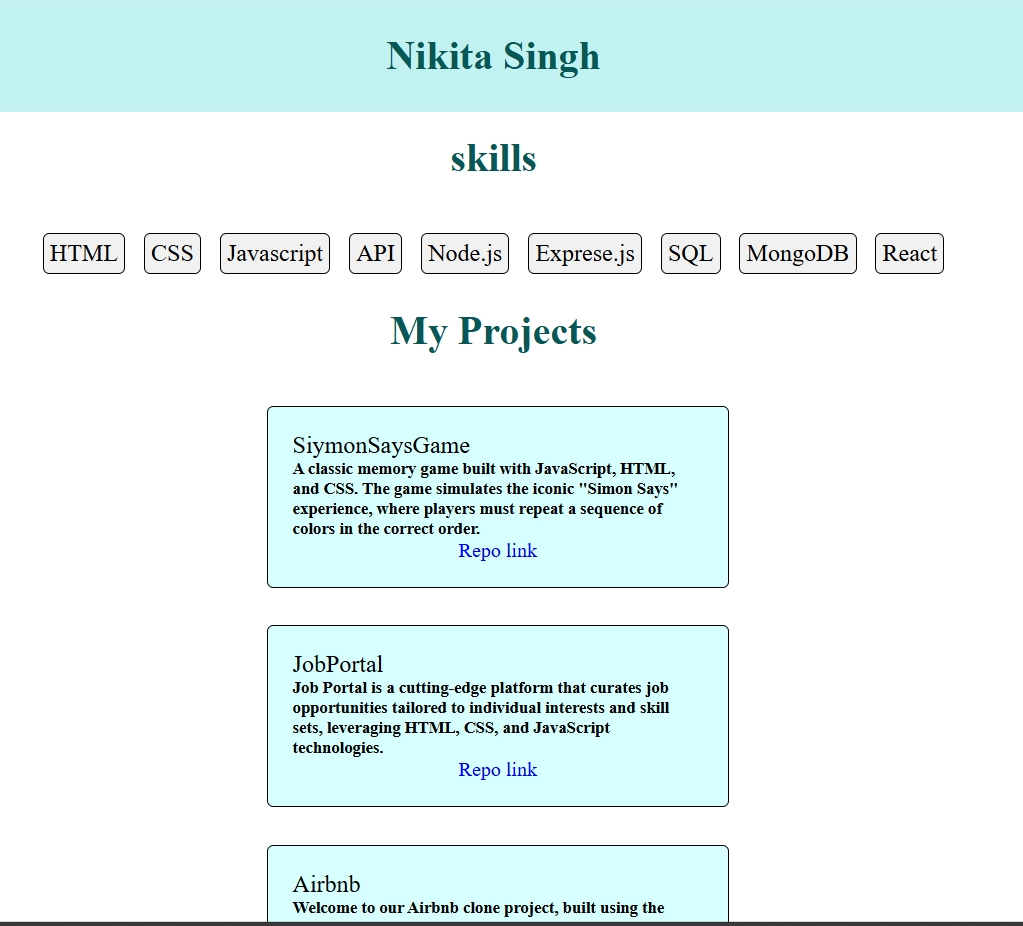 Nikita Singh
skills
HTML CSS Javascript API Node.js Exprese.js SQL MongoDB React
My Projects
SiymonSaysGame
A classic memory game built with JavaScript, HTML,
and CSS. The game simulates the iconic "Simon Says"
experience, where players must repeat a sequence of
colors in the correct order.
Repo link
JobPortal
Job Portal is a cutting-edge platform that curates job
opportunities tailored to individual interests and skill
sets, leveraging HTML, CSS, and JavaScript
technologies.
Repo link
Airbnb
Welcome to our Airbnb clone project, built using the